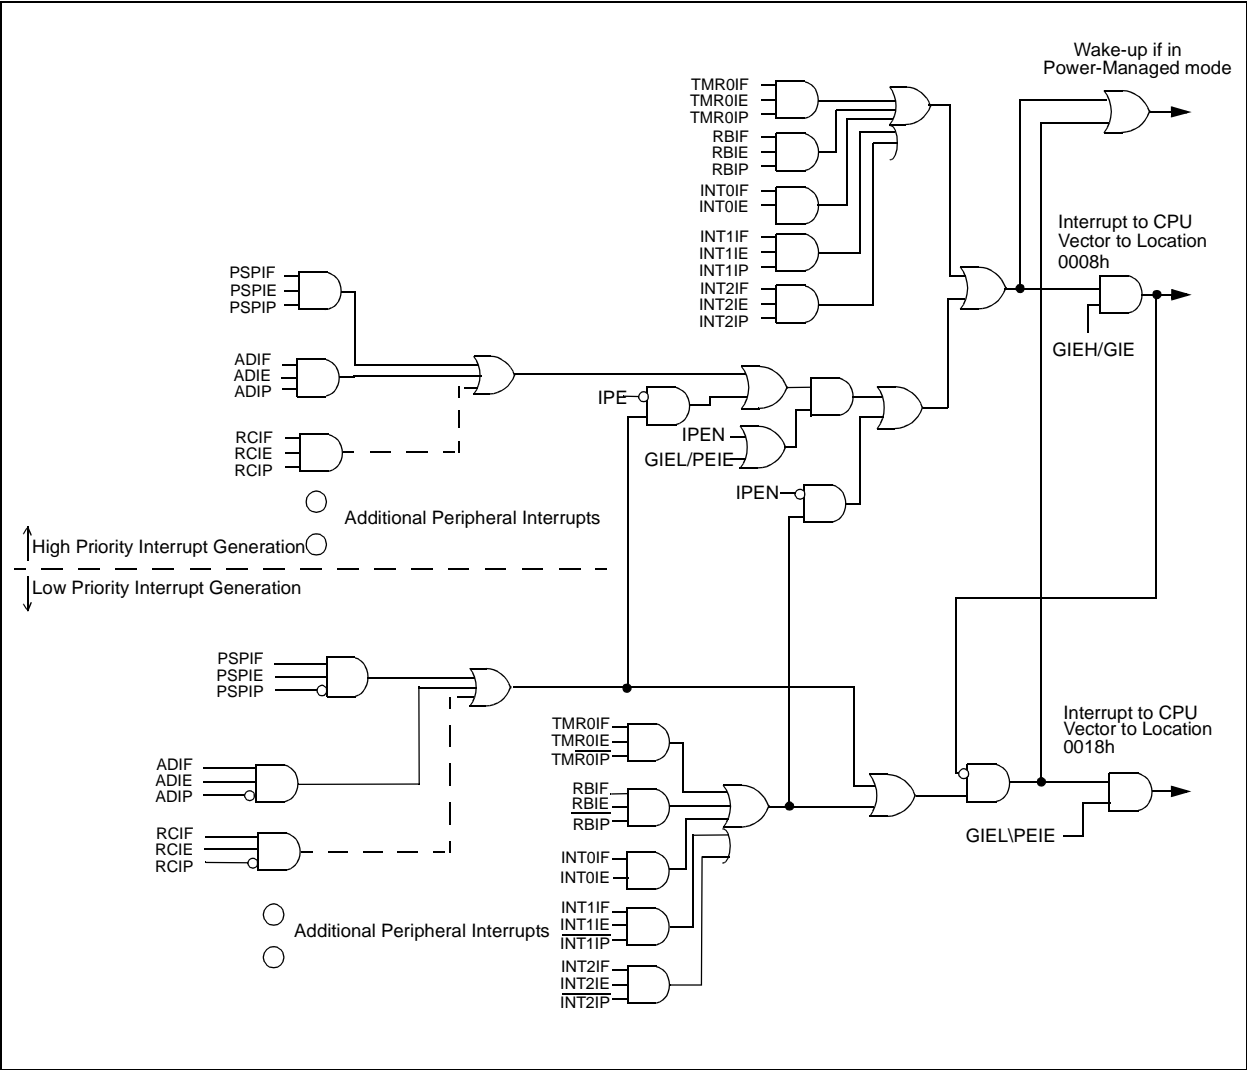 Wake-up if in
Power-Managed mode
TMR0IF
TMR0IE
TMR0IP
RBIF
RBIE
RBIP
INT0IF
INT0IE
INT1IF
INT1IE
INT1IP
INT2IF
INT2IE
INT2IP
Interrupt to CPU
Vector to Location
0008h
GIEH/GIE
PSPIF
PSPIE
PSPIP
ADIF
ADIE
ADIP
RCIF
RCIE
RCIP
IPE
IPEN
GIEL/PEIE
IPEN
Additional Peripheral Interrupts
High Priority Interrupt Generation
Low Priority Interrupt Generation
PSPIF
PSPIE
PSPIP
ADIF
ADIE
ADIP
RCIF
RCIE
RCIP
Additional Peripheral Interrupts
TMR0IF
TMR0IE
TMR0IP
RBIF
RBIE
RBIP
INT0IF
INT0IE
INT1IF
INT1IE
INT1IP
INT2IF
INT2IE
INT2IP
Interrupt to CPU
Vector to Location
0018h
GIEL\PEIE